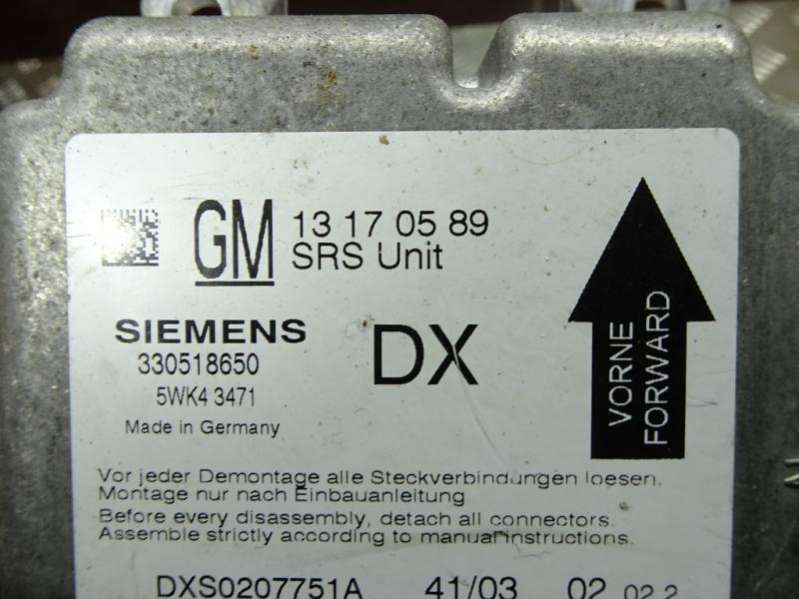 GM 13 17 05 89
SRS Unit
SIEMENS
330518650
5WK4 3471
Made in Germany
DX
VORNE
FORWARD
Vor jeder Demontage alle Steckverbindungen loesen.
Montage nur nach Einbauanleitung
Before every disassembly, detach all connectors.
Assemble strictly according to manual instructions.
DXS0207751A 41/03 02 02.2